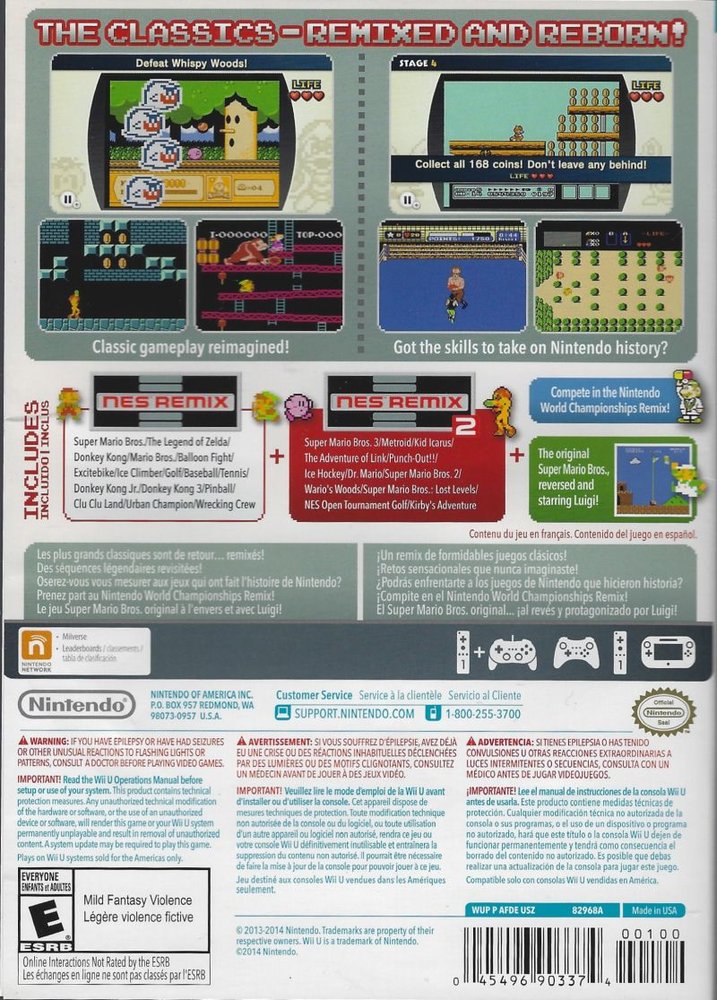 THE CLASSICS – REMIXED AND REBORN!
Defeat Whispy Woods!
LIFE
STAGE 4
LIFE
Collect all 168 coins! Don't leave any behind!
LIFE
I-000000 TOP-000
POINTS! 1750
-LIFE-
Classic gameplay reimagined!
Got the skills to take on Nintendo history?
INCLUDES
INCLUIDO | INCLUS
NES REMIX
Super Mario Bros./The Legend of Zelda/
Donkey Kong/Mario Bros./Balloon Fight/
Excitebike/Ice Climber/Golf/Baseball/Tennis/
Donkey Kong Jr./Donkey Kong 3/Pinball/
Clu Clu Land/Urban Champion/Wrecking Crew
+
NES REMIX 2
Super Mario Bros. 3/Metroid/Kid Icarus/
The Adventure of Link/Punch-Out!!/
Ice Hockey/Dr. Mario/Super Mario Bros. 2/
Wario's Woods/Super Mario Bros.: Lost Levels/
NES Open Tournament Golf/Kirby's Adventure
+
Compete in the Nintendo
World Championships Remix!
The original
Super Mario Bros.,
reversed and
starring Luigi!
Contenu du jeu en français. Contenido del juego en español.
Les plus grands classiques sont de retour... remixés!
Des séquences légendaires revisitées!
Oserez-vous vous mesurer aux jeux qui ont fait l'histoire de Nintendo?
Prenez part au Nintendo World Championships Remix!
Le jeu Super Mario Bros. original à l'envers et avec Luigi!
¡Un remix de formidables juegos clásicos!
¡Retos sensacionales que nunca imaginaste!
¿Podrás enfrentarte a los juegos de Nintendo que hicieron historia?
¡Compite en el Nintendo World Championships Remix!
El Super Mario Bros. original... ¡al revés y protagonizado por Luigi!
NINTENDO
NETWORK
• Miiverse
• Leaderboards / classements /
tabla de clasificación
1
+
1
Nintendo
NINTENDO OF AMERICA INC.
P.O. BOX 957 REDMOND, WA
98073-0957 U.S.A.
Customer Service Service à la clientèle Servicio al Cliente
SUPPORT.NINTENDO.COM 1-800-255-3700
Official
Nintendo
Seal
WARNING: IF YOU HAVE EPILEPSY OR HAVE HAD SEIZURES
OR OTHER UNUSUAL REACTIONS TO FLASHING LIGHTS OR
PATTERNS, CONSULT A DOCTOR BEFORE PLAYING VIDEO GAMES.
IMPORTANT! Read the Wii U Operations Manual before
setup or use of your system. This product contains technical
protection measures. Any unauthorized technical modification
of the hardware or software, or the use of an unauthorized
device or software, will render this game or your Wii U system
permanently unplayable and result in removal of unauthorized
content. A system update may be required to play this game.
Plays on Wii U systems sold for the Americas only.
AVERTISSEMENT: SI VOUS SOUFFREZ D'ÉPILEPSIE, AVEZ DÉJÀ
EU UNE CRISE OU DES RÉACTIONS INHABITUELLES DÉCLENCHÉES
PAR DES LUMIÈRES OU DES MOTIFS CLIGNOTANTS, CONSULTEZ
UN MÉDECIN AVANT DE JOUER À DES JEUX VIDÉO.
IMPORTANT! Veuillez lire le mode d'emploi de la Wii U avant
d'installer ou d'utiliser la console. Cet appareil dispose de
mesures techniques de protection. Toute modification technique
non autorisée de la console ou du logiciel, ou toute utilisation
d'un autre appareil ou logiciel non autorisé, rendra ce jeu ou
votre console Wii U définitivement inutilisable et entraînera la
suppression du contenu non autorisé. Il pourrait être nécessaire
de faire la mise à jour de la console pour pouvoir jouer à ce jeu.
Jeu destiné aux consoles Wii U vendues dans les Amériques
seulement.
ADVERTENCIA: SI TIENES EPILEPSIA O HAS TENIDO
CONVULSIONES U OTRAS REACCIONES EXTRAORDINARIAS A
LUCES INTERMITENTES O SECUENCIAS, CONSULTA CON UN
MÉDICO ANTES DE JUGAR VIDEOJUEGOS.
¡IMPORTANTE! Lee el manual de instrucciones de la consola Wii U
antes de usarla. Este producto contiene medidas técnicas de
protección. Cualquier modificación técnica no autorizada de la
consola o sus programas, o el uso de un dispositivo o programa
no autorizado, hará que este título o la consola Wii U dejen de
funcionar permanentemente y tendrá como consecuencia el
borrado del contenido no autorizado. Es posible que debas
realizar una actualización de la consola para jugar este juego.
Compatible solo con consolas Wii U vendidas en América.
EVERYONE
ENFANTS et ADULTES
E
ESRB
Mild Fantasy Violence
Légère violence fictive
Online Interactions Not Rated by the ESRB
Les échanges en ligne ne sont pas classés par l'ESRB
© 2013-2014 Nintendo. Trademarks are property of their
respective owners. Wii U is a trademark of Nintendo.
©2014 Nintendo.
WUP P AFDE USZ 82968A Made in USA
00100
0 45496 90337 4